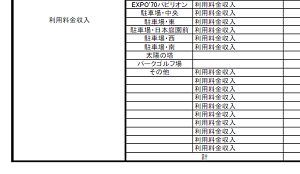 EXPO'70パビリオン 利用料金収入
駐車場・中央 利用料金収入
利用料金収入 駐車場・東 利用料金収入
駐車場・日本庭園前 利用料金収入
駐車場・西 利用料金収入
駐車場・南 利用料金収入
太陽の塔
パークゴルフ場
その他 利用料金収入
利用料金収入
利用料金収入
利用料金収入
利用料金収入
利用料金収入
利用料金収入
利用料金収入
利用料金収入
利用料金収入
計